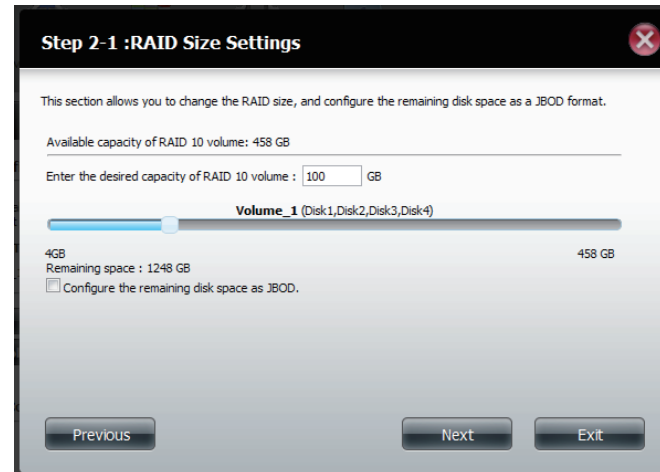 Step 2-1 :RAID Size Settings
This section allows you to change the RAID size, and configure the remaining disk space as a JBOD format.
Available capacity of RAID 10 volume: 458 GB
Enter the desired capacity of RAID 10 volume : 100 GB
Volume_1 (Disk1,Disk2,Disk3,Disk4)
4GB 458 GB
Remaining space : 1248 GB
Configure the remaining disk space as JBOD.
Previous Next Exit